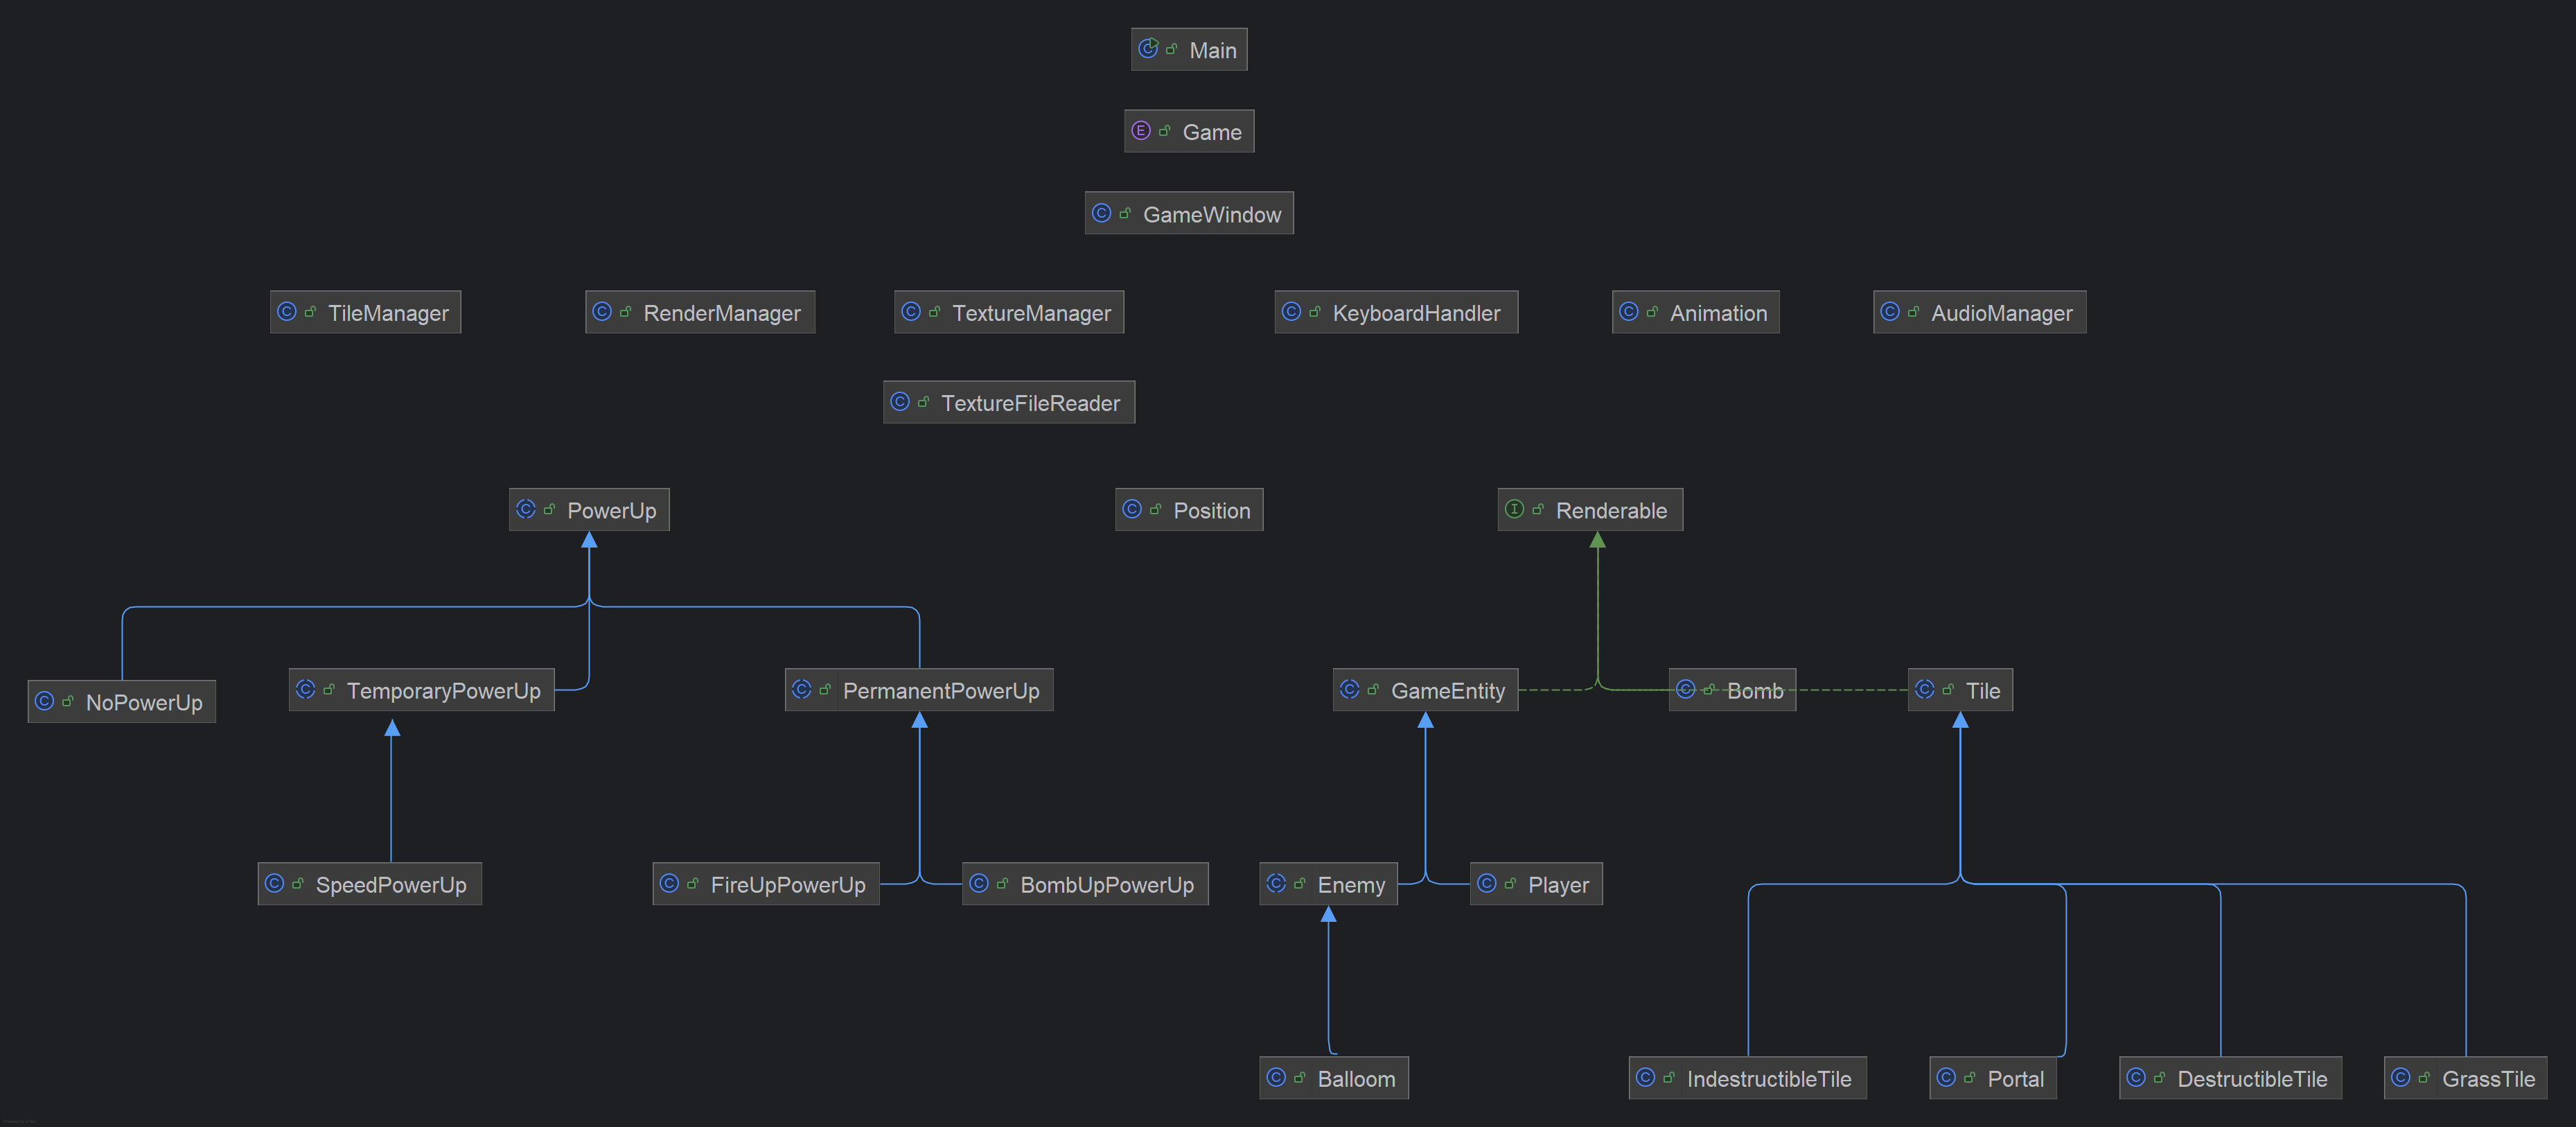 Main
Game
GameWindow
TileManager
RenderManager
TextureManager
KeyboardHandler
Animation
AudioManager
TextureFileReader
PowerUp
Position
Renderable
NoPowerUp
TemporaryPowerUp
PermanentPowerUp
GameEntity
Bomb
Tile
SpeedPowerUp
FireUpPowerUp
BombUpPowerUp
Enemy
Player
Balloom
IndestructibleTile
Portal
DestructibleTile
GrassTile